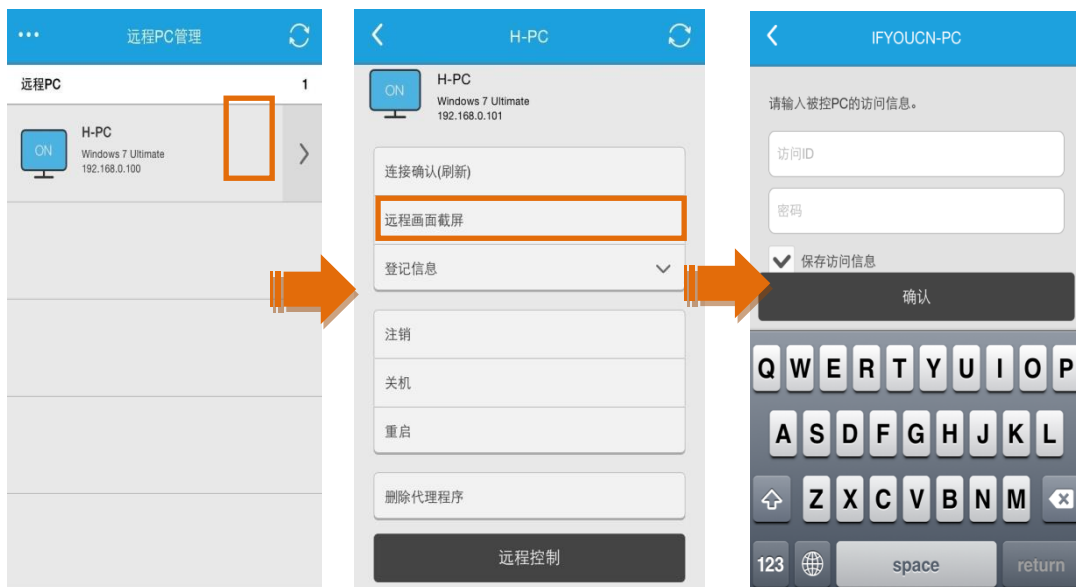 远程PC管理
远程PC 1
ON
H-PC
Windows 7 Ultimate
192.168.0.100
H-PC
ON
H-PC
Windows 7 Ultimate
192.168.0.101
连接确认(刷新)
远程画面截屏
登记信息
注销
关机
重启
删除代理程序
远程控制
IFYOUCN-PC
请输入被控PC的访问信息。
访问ID
密码
保存访问信息
确认
Q W E R T Y U I O P
A S D F G H J K L
Z X C V B N M
123 space return